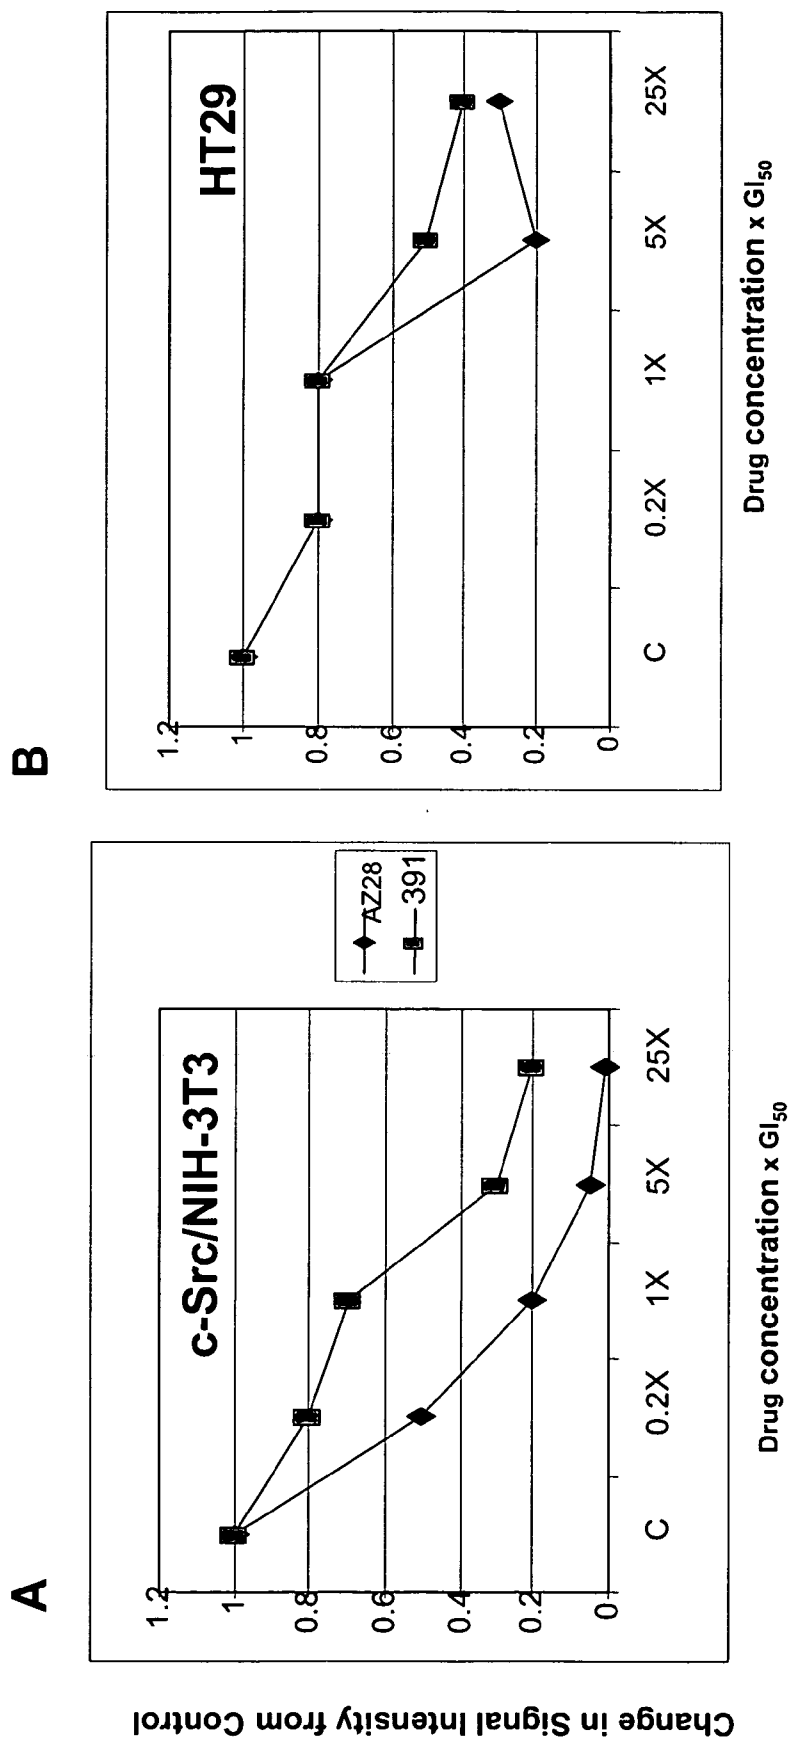 A
Change in Signal Intensity from Control
1.2
1
0.8
0.6
0.4
0.2
0
c-Src/NIH-3T3
C
0.2X
1X
5X
25X
Drug concentration x GI50
AZ28
391
B
1.2
1
0.8
0.6
0.4
0.2
0
HT29
C
0.2X
1X
5X
25X
Drug concentration x GI50